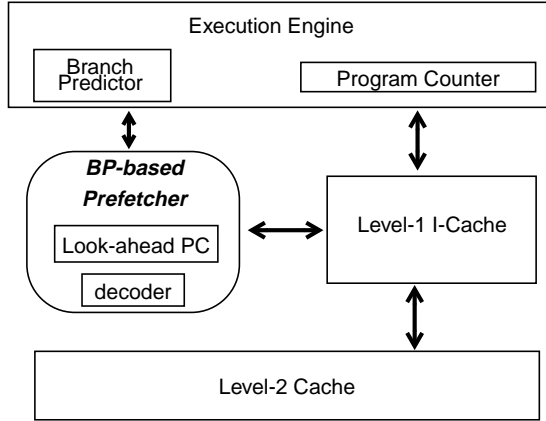 Execution Engine
Branch
Predictor
Program Counter
BP-based
Prefetcher
Look-ahead PC
decoder
Level-1 I-Cache
Level-2 Cache